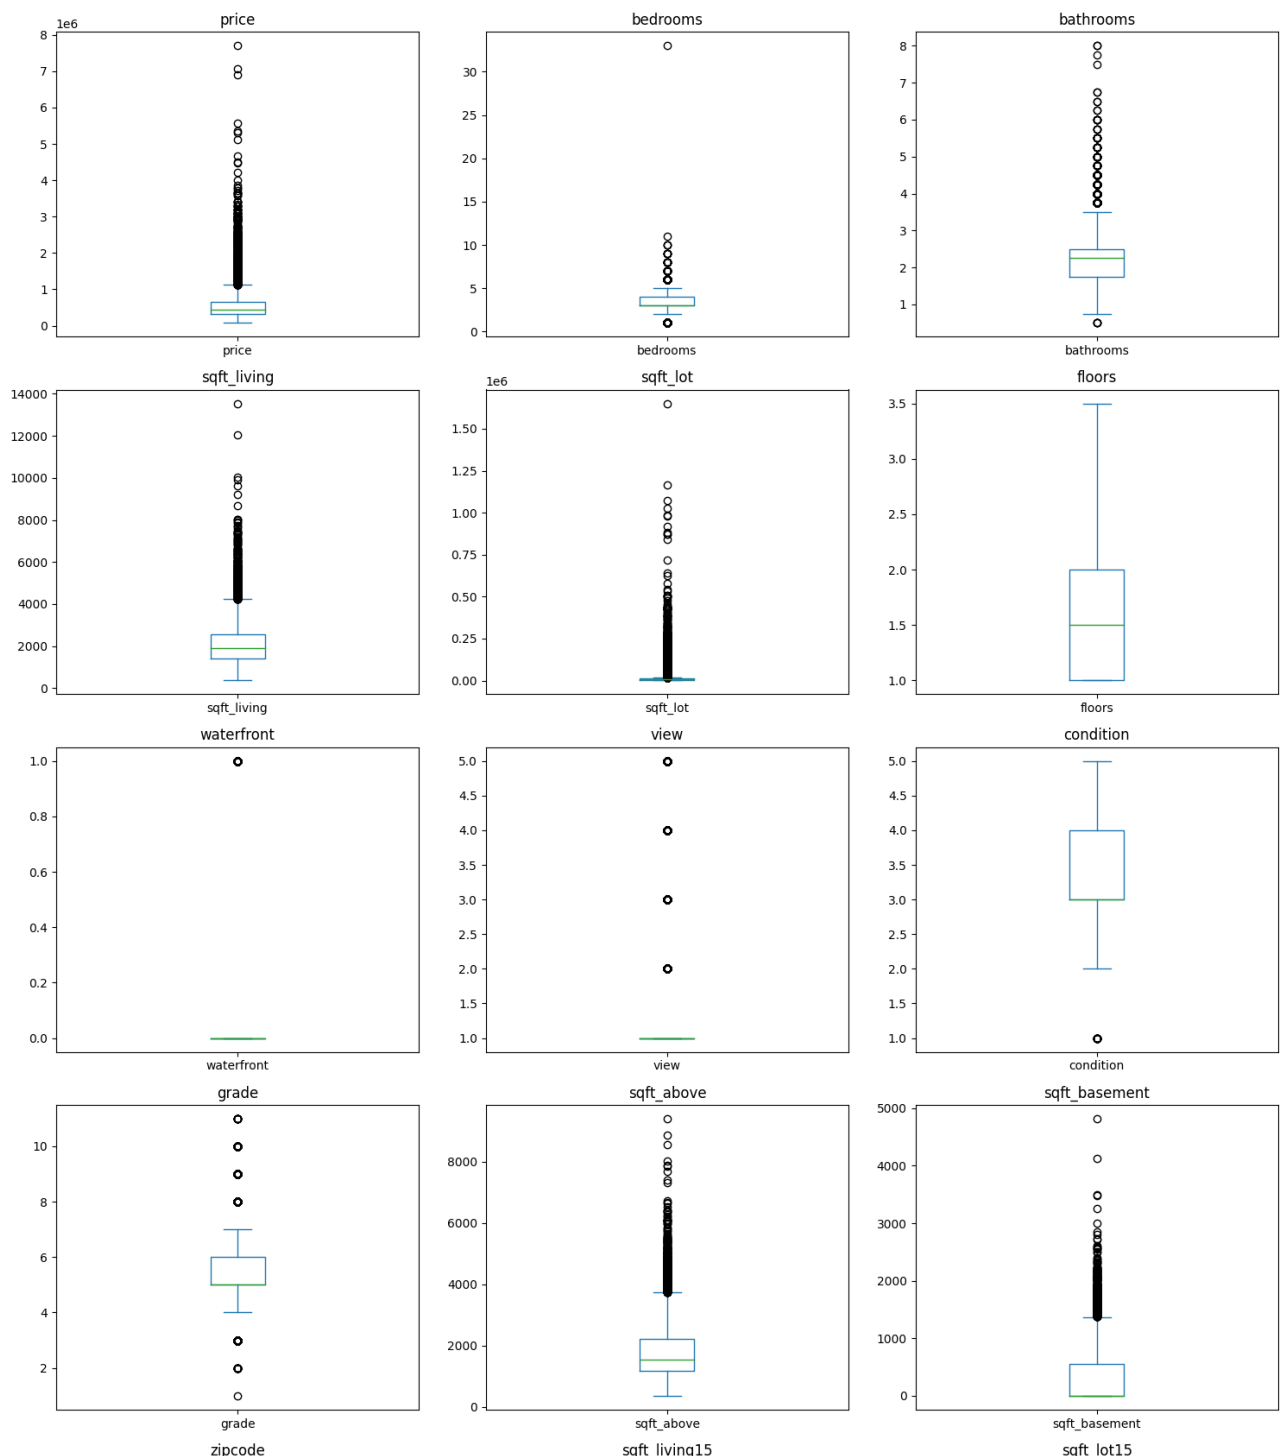 price
1e6
8
7
6
5
4
3
2
1
0
price
bedrooms
30
25
20
15
10
5
0
bedrooms
bathrooms
8
7
6
5
4
3
2
1
bathrooms
sqft_living
14000
12000
10000
8000
6000
4000
2000
0
sqft_living
sqft_lot
1e6
1.50
1.25
1.00
0.75
0.50
0.25
0.00
sqft_lot
floors
3.5
3.0
2.5
2.0
1.5
1.0
floors
waterfront
1.0
0.8
0.6
0.4
0.2
0.0
waterfront
view
5.0
4.5
4.0
3.5
3.0
2.5
2.0
1.5
1.0
view
condition
5.0
4.5
4.0
3.5
3.0
2.5
2.0
1.5
1.0
condition
grade
10
8
6
4
2
grade
sqft_above
8000
6000
4000
2000
0
sqft_above
sqft_basement
5000
4000
3000
2000
1000
0
sqft_basement
zipcode
sqft_living15
sqft_lot15